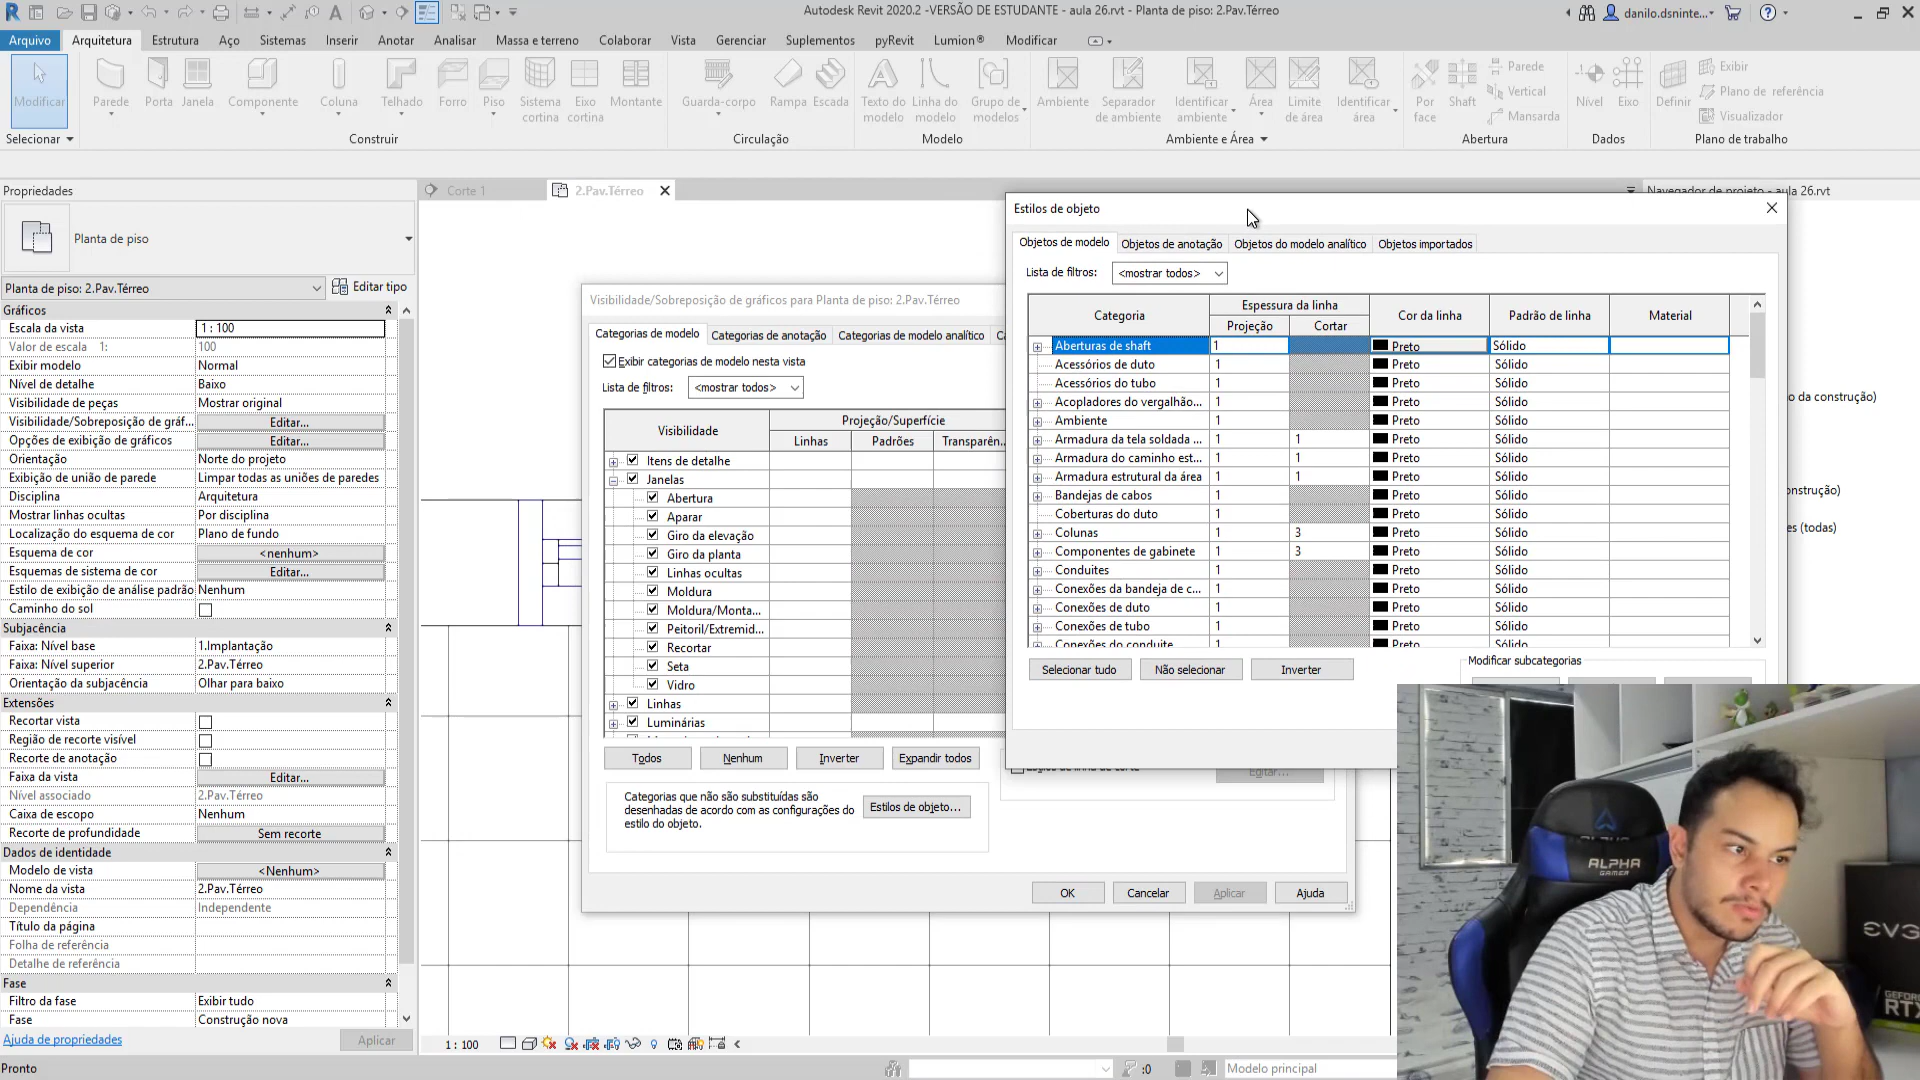 Autodesk Revit 2020.2 -VERSÃO DE ESTUDANTE - aula 26.rvt - Planta de piso: 2.Pav.Térreo
danilo.dsninte...
Arquivo Arquitetura Estrutura Aço Sistemas Inserir Anotar Analisar Massa e terreno Colaborar Vista Gerenciar Suplementos pyRevit Lumion® Modificar
Modificar Parede Porta Janela Componente Coluna Telhado Forro Piso Sistema cortina Eixo cortina Montante Guarda-corpo Rampa Escada Texto do modelo Linha do modelo Grupo de modelos Ambiente Separador de ambiente Identificar ambiente Área Limite de área Identificar área Por face Shaft Parede Vertical Mansarda Nível Eixo Definir Exibir Plano de referência Visualizador
Selecionar Construir Circulação Modelo Ambiente e Área Abertura Dados Plano de trabalho
Propriedades
Planta de piso
Planta de piso: 2.Pav.Térreo Editar tipo
Gráficos
Escala da vista 1 : 100
Valor de escala 1: 100
Exibir modelo Normal
Nível de detalhe Baixo
Visibilidade de peças Mostrar original
Visibilidade/Sobreposição de gráf... Editar...
Opções de exibição de gráficos Editar...
Orientação Norte do projeto
Exibição de união de parede Limpar todas as uniões de paredes
Disciplina Arquitetura
Mostrar linhas ocultas Por disciplina
Localização do esquema de cor Plano de fundo
Esquema de cor <nenhum>
Esquemas de sistema de cor Editar...
Estilo de exibição de análise padrão Nenhum
Caminho do sol
Subjacência
Faixa: Nível base 1.Implantação
Faixa: Nível superior 2.Pav.Térreo
Orientação da subjacência Olhar para baixo
Extensões
Recortar vista
Região de recorte visível
Recorte de anotação
Faixa da vista Editar...
Nível associado 2.Pav.Térreo
Caixa de escopo Nenhum
Recorte de profundidade Sem recorte
Dados de identidade
Modelo de vista <Nenhum>
Nome da vista 2.Pav.Térreo
Dependência Independente
Título da página
Folha de referência
Detalhe de referência
Fase
Filtro da fase Exibir tudo
Fase Construção nova
Ajuda de propriedades Aplicar
Pronto
Corte 1 2.Pav.Térreo
Navegador de projeto - aula 26.rvt
o da construção)
onstrução)
es (todas)
Visibilidade/Sobreposição de gráficos para Planta de piso: 2.Pav.Térreo
Categorias de modelo Categorias de anotação Categorias de modelo analítico
Exibir categorias de modelo nesta vista
Lista de filtros: <mostrar todos>
Visibilidade Projeção/Superfície
Linhas Padrões Transparên...
Itens de detalhe
Janelas
Abertura
Aparar
Giro da elevação
Giro da planta
Linhas ocultas
Moldura
Moldura/Monta...
Peitoril/Extremid...
Recortar
Seta
Vidro
Linhas
Luminárias
Todos Nenhum Inverter Expandir todos
Categorias que não são substituídas são
desenhadas de acordo com as configurações do
estilo do objeto.
Estilos de objeto...
Editar...
OK Cancelar Aplicar Ajuda
Estilos de objeto
Objetos de modelo Objetos de anotação Objetos do modelo analítico Objetos importados
Lista de filtros: <mostrar todos>
Categoria Espessura da linha Cor da linha Padrão de linha Material
Projeção Cortar
Aberturas de shaft 1 Preto Sólido
Acessórios de duto 1 Preto Sólido
Acessórios do tubo 1 Preto Sólido
Acopladores do vergalhão... 1 Preto Sólido
Ambiente 1 Preto Sólido
Armadura da tela soldada ... 1 1 Preto Sólido
Armadura do caminho est... 1 1 Preto Sólido
Armadura estrutural da área 1 1 Preto Sólido
Bandejas de cabos 1 Preto Sólido
Coberturas do duto 1 Preto Sólido
Colunas 1 3 Preto Sólido
Componentes de gabinete 1 3 Preto Sólido
Conduites 1 Preto Sólido
Conexões da bandeja de c... 1 Preto Sólido
Conexões de duto 1 Preto Sólido
Conexões de tubo 1 Preto Sólido
Conexões do conduite 1 Preto Sólido
Selecionar tudo Não selecionar Inverter
Modificar subcategorias
1 : 100
:0
Modelo principal
ALPHA
GAMER
EVG
GEFORC
RTX